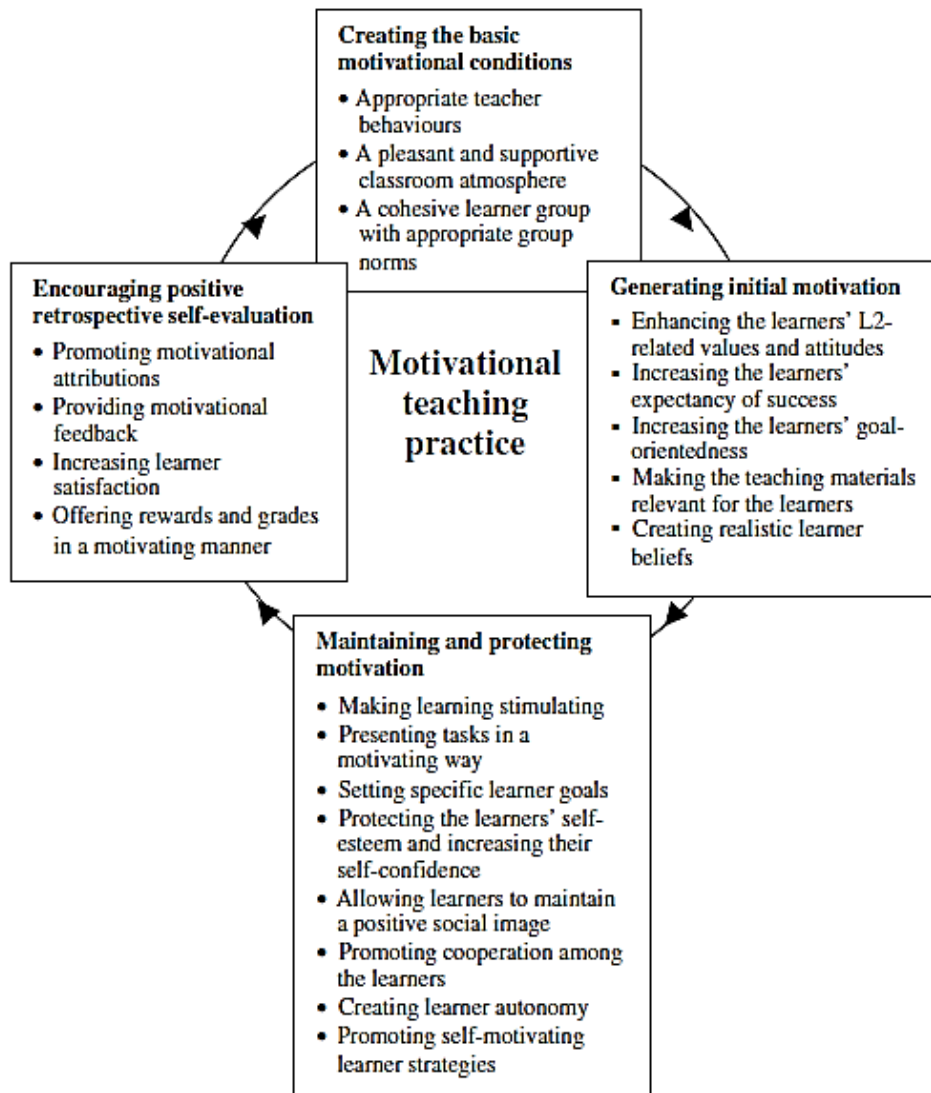 Creating the basic
motivational conditions
• Appropriate teacher
behaviours
• A pleasant and supportive
classroom atmosphere
• A cohesive learner group
with appropriate group
norms
Encouraging positive
retrospective self-evaluation
• Promoting motivational
attributions
• Providing motivational
feedback
• Increasing learner
satisfaction
• Offering rewards and grades
in a motivating manner
Motivational
teaching
practice
Generating initial motivation
▪ Enhancing the learners' L2-
related values and attitudes
▪ Increasing the learners'
expectancy of success
▪ Increasing the learners' goal-
orientedness
▪ Making the teaching materials
relevant for the learners
▪ Creating realistic learner
beliefs
Maintaining and protecting
motivation
• Making learning stimulating
• Presenting tasks in a
motivating way
• Setting specific learner goals
• Protecting the learners' self-
esteem and increasing their
self-confidence
• Allowing learners to maintain
a positive social image
• Promoting cooperation among
the learners
• Creating learner autonomy
• Promoting self-motivating
learner strategies